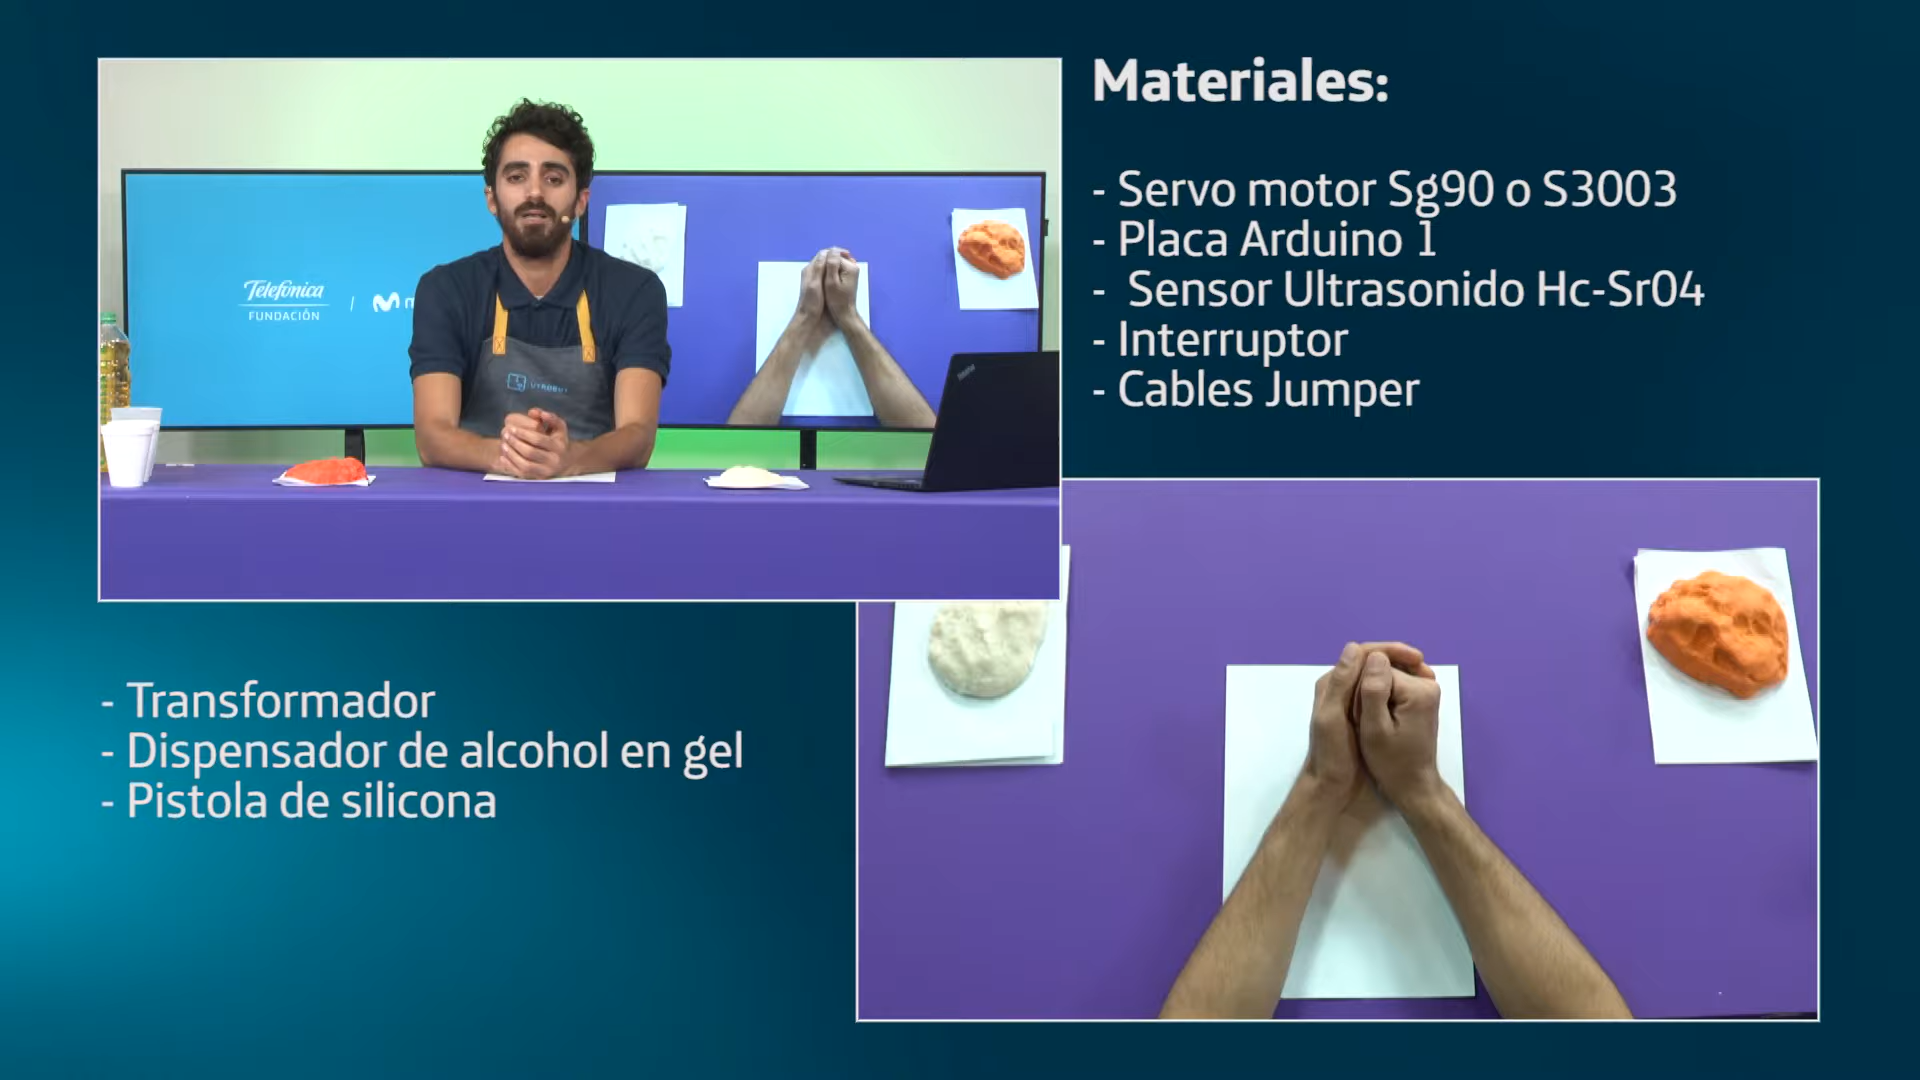 Materiales:
- Servo motor Sg90 o S3003
- Placa Arduino 1
- Sensor Ultrasonido Hc-Sr04
- Interruptor
- Cables Jumper
Telefónica
FUNDACIÓN
- Transformador
- Dispensador de alcohol en gel
- Pistola de silicona